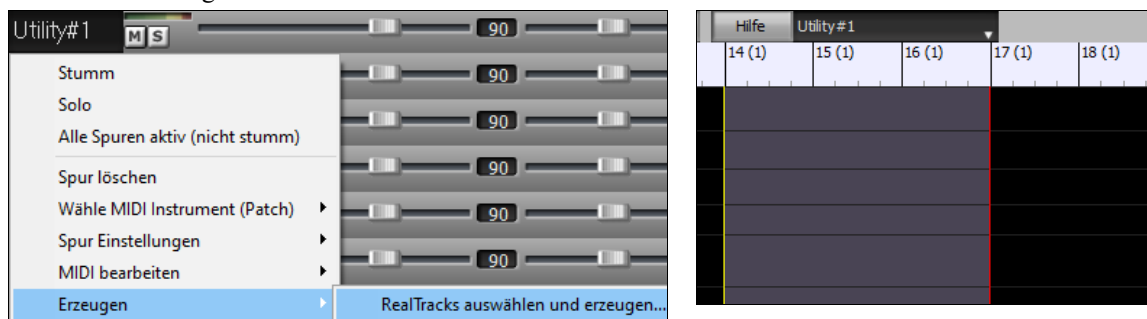 Utility#1 M S 90
90
Stumm
Solo
90
Alle Spuren aktiv (nicht stumm)
90
Spur löschen
Wähle MIDI Instrument (Patch)
90
Spur Einstellungen
90
MIDI bearbeiten
Erzeugen
RealTracks auswählen und erzeugen...
Hilfe Utility#1
14 (1) 15 (1) 16 (1) 17 (1) 18 (1)